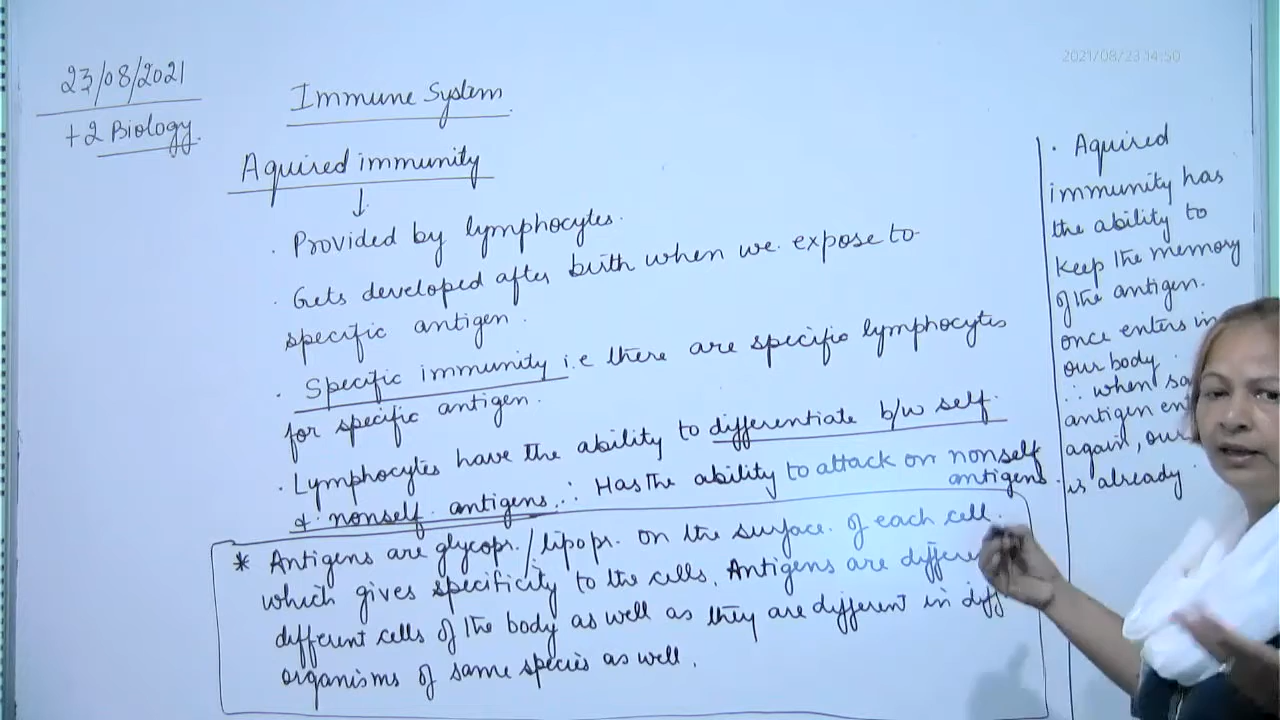 2021/08/23 14:50
23/08/2021
+2 Biology.
Immune System
Aquired immunity
↓
· Provided by lymphocytes.
· Gets developed after birth when we expose to
specific antigen.
· Specific immunity i.e there are specific lymphocytes
for specific antigen.
· Lymphocytes have the ability to differentiate b/w self.
& nonself antigens ∴ Has the ability to attack on nonself
antigens.
* Antigens are glycopr./lipopr. on the surface of each cell.
which gives specificity to the cells. Antigens are
different cells of the body as well as they are different in diff
organisms of same species as well.
· Aquired
immunity has
the ability to
keep the memory
of the antigen.
once enters in
our body.
∴ when
antigen
again, our
is already